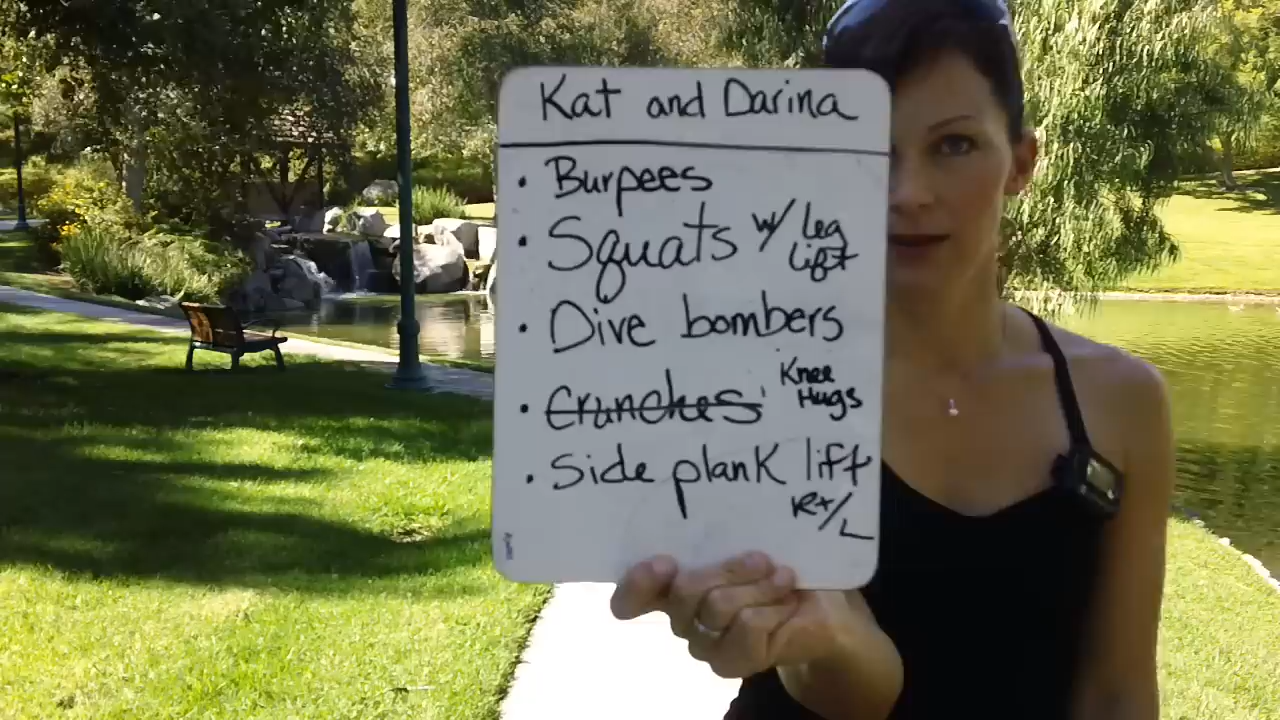 Kat and Darina
• Burpees
• Squats w/ leg lift
• Dive bombers
• Crunches Knee Hugs
• Side plank lift
Rt/L